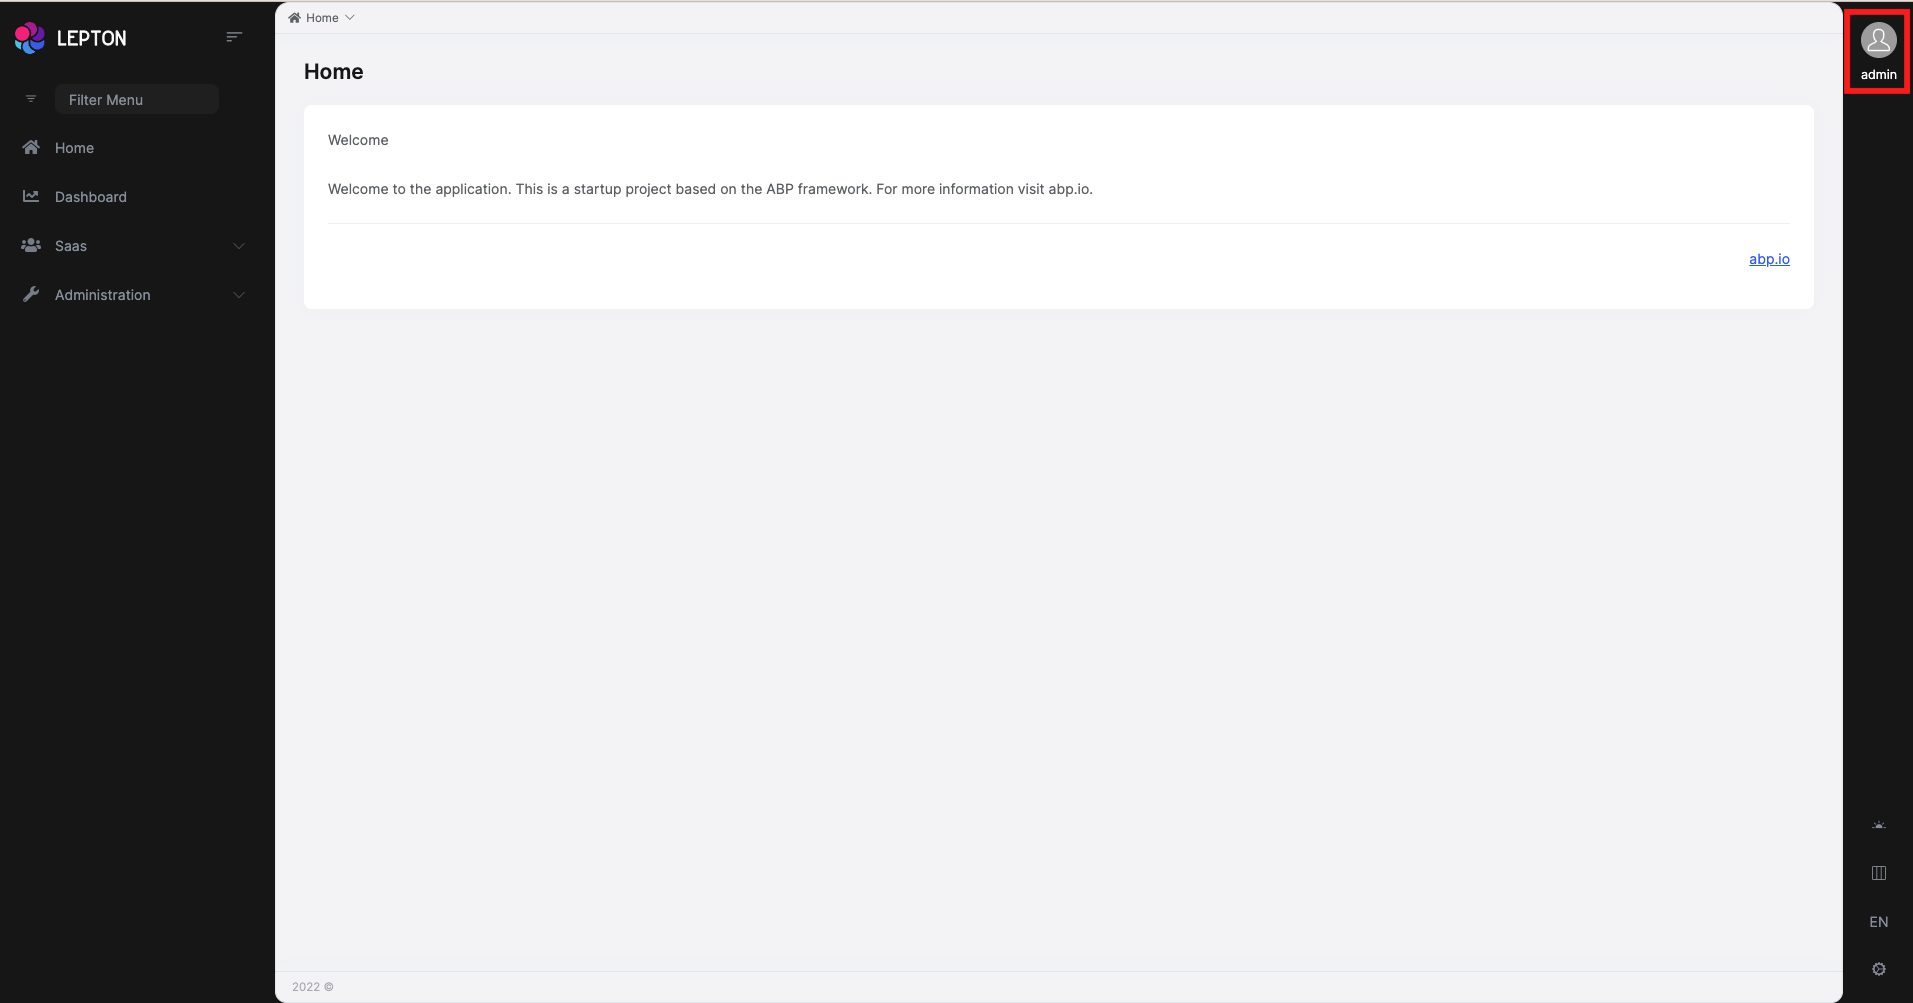 LEPTON
Filter Menu
Home
Dashboard
Saas
Administration
Home
Home
Welcome
Welcome to the application. This is a startup project based on the ABP framework. For more information visit abp.io.
abp.io
2022 ©
admin
EN